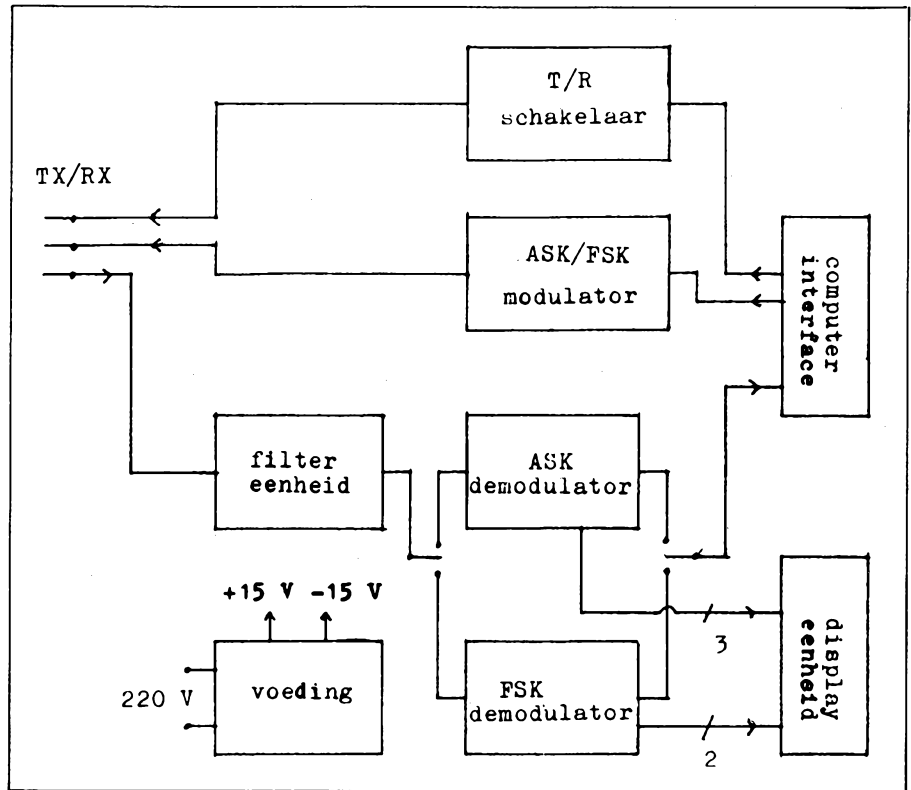 T/R
schakelaar
TX/RX
ASK/FSK
modulator
computer
interface
filter
eenheid
ASK
demodulator
+15 V -15 V
220 V
voeding
FSK
demodulator
3
2
display
eenheid